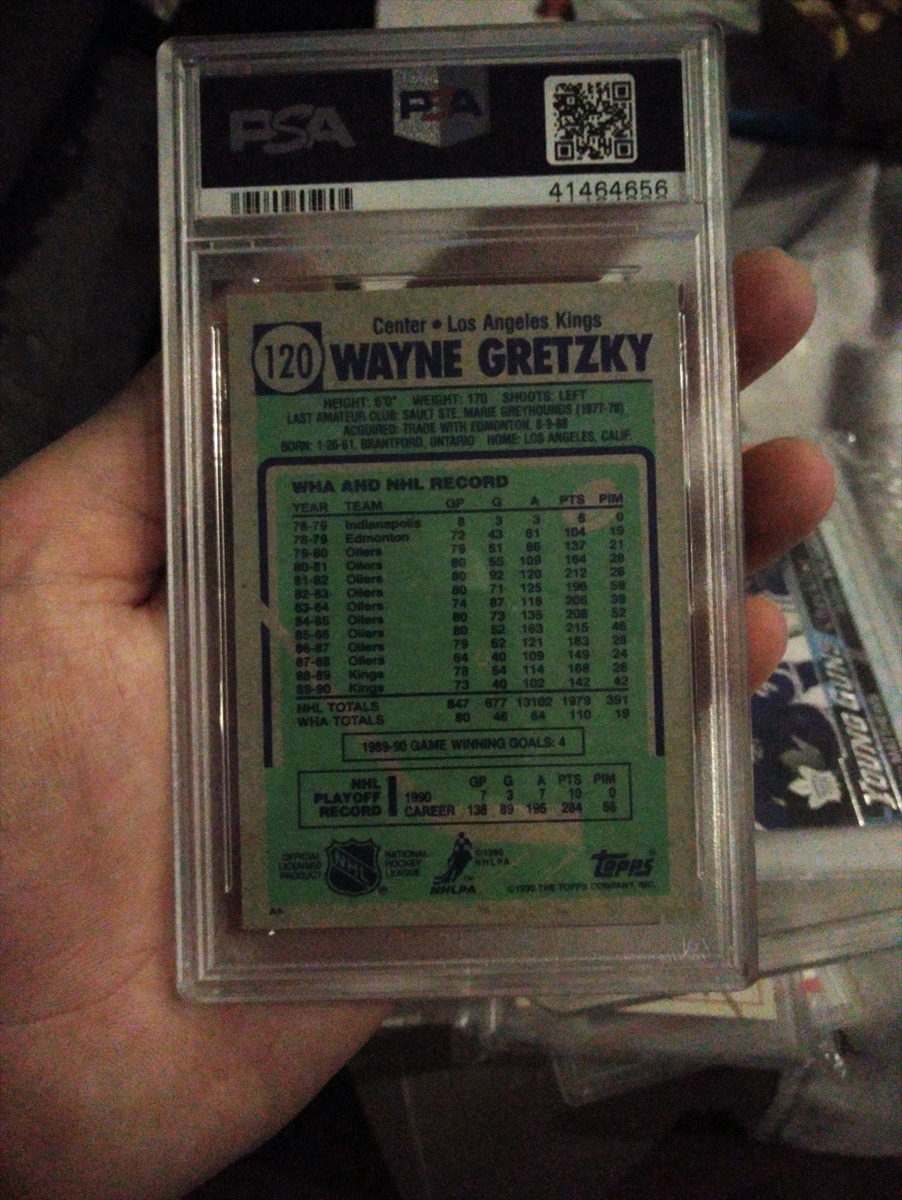 PSA
PSA
41464656
Center • Los Angeles Kings
120 WAYNE GRETZKY
HEIGHT: 6'0" WEIGHT: 170 SHOOTS: LEFT
LAST AMATEUR CLUB: SAULT STE. MARIE GREYHOUNDS (1977-78)
ACQUIRED: TRADE WITH EDMONTON, 8-9-88
BORN: 1-26-61, BRANTFORD, ONTARIO HOME: LOS ANGELES, CALIF.
WHA AND NHL RECORD
YEAR TEAM GP G A PTS PIM
78-79 Indianapolis 8 3 3 6 0
78-79 Edmonton 72 43 61 104 19
79-80 Oilers 79 51 86 137 21
80-81 Oilers 80 55 109 164 28
81-82 Oilers 80 92 120 212 26
82-83 Oilers 80 71 125 196 59
83-84 Oilers 74 87 118 205 39
84-85 Oilers 80 73 135 208 52
85-86 Oilers 80 52 163 215 46
86-87 Oilers 79 62 121 183 28
87-88 Oilers 64 40 109 149 24
88-89 Kings 78 54 114 168 26
89-90 Kings 73 40 102 142 42
NHL TOTALS 847 677 13102 1979 391
WHA TOTALS 80 46 64 110 19
1989-90 GAME WINNING GOALS: 4
NHL PLAYOFF RECORD
GP G A PTS PIM
1990 7 3 7 10 0
CAREER 138 89 195 284 56
OFFICIAL LICENSED PRODUCT
NHL
®
NATIONAL HOCKEY LEAGUE
NHLPA
TM
©1990 NHLPA
topps®
©1990 THE TOPPS COMPANY, INC.
YOUNG GUNS